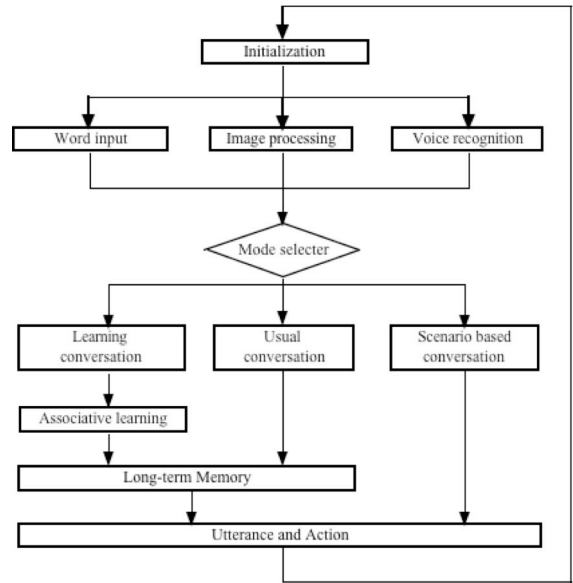 Initialization
Word input
Image processing
Voice recognition
Mode selecter
Learning
conversation
Usual
conversation
Scenario based
conversation
Associative learning
Long-term Memory
Utterance and Action